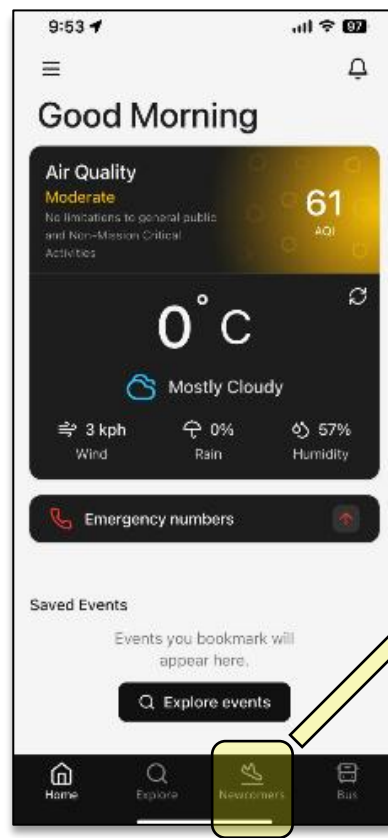 9:53
97
Good Morning
Air Quality
Moderate
No limitations to general public
and Non-Mission Critical
Activities
61
AQI
0° C
Mostly Cloudy
3 kph
0%
57%
Wind
Rain
Humidity
Emergency numbers
Saved Events
Events you bookmark will
appear here.
Explore events
Home
Explore
Newcomers
Bus